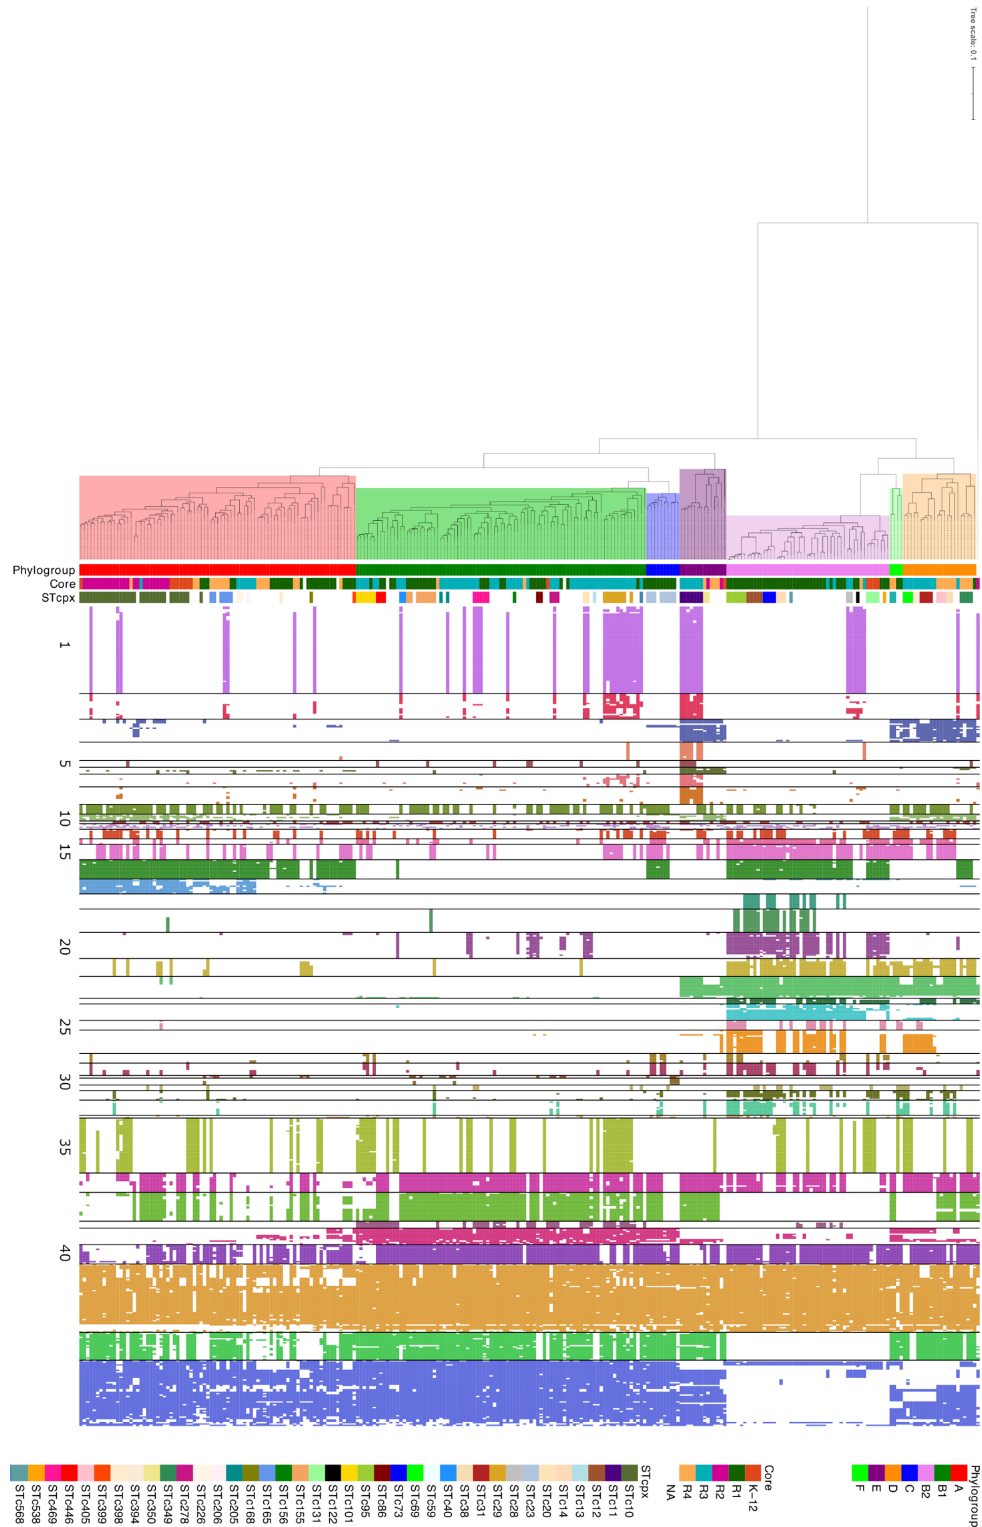 Tree scale: 0.1
Phylogroup
Core
STcpx
1
5
10
15
20
25
30
35
40
Phylogroup
A
B1
B2
C
D
E
F
Core
K-12
R1
R2
R3
R4
NA
STcpx
STc10
STc11
STc12
STc13
STc14
STc20
STc23
STc28
STc29
STc31
STc38
STc40
STc59
STc69
STc73
STc86
STc95
STc101
STc122
STc131
STc155
STc156
STc165
STc168
STc205
STc206
STc226
STc278
STc349
STc350
STc394
STc398
STc399
STc405
STc446
STc469
STc538
STc568